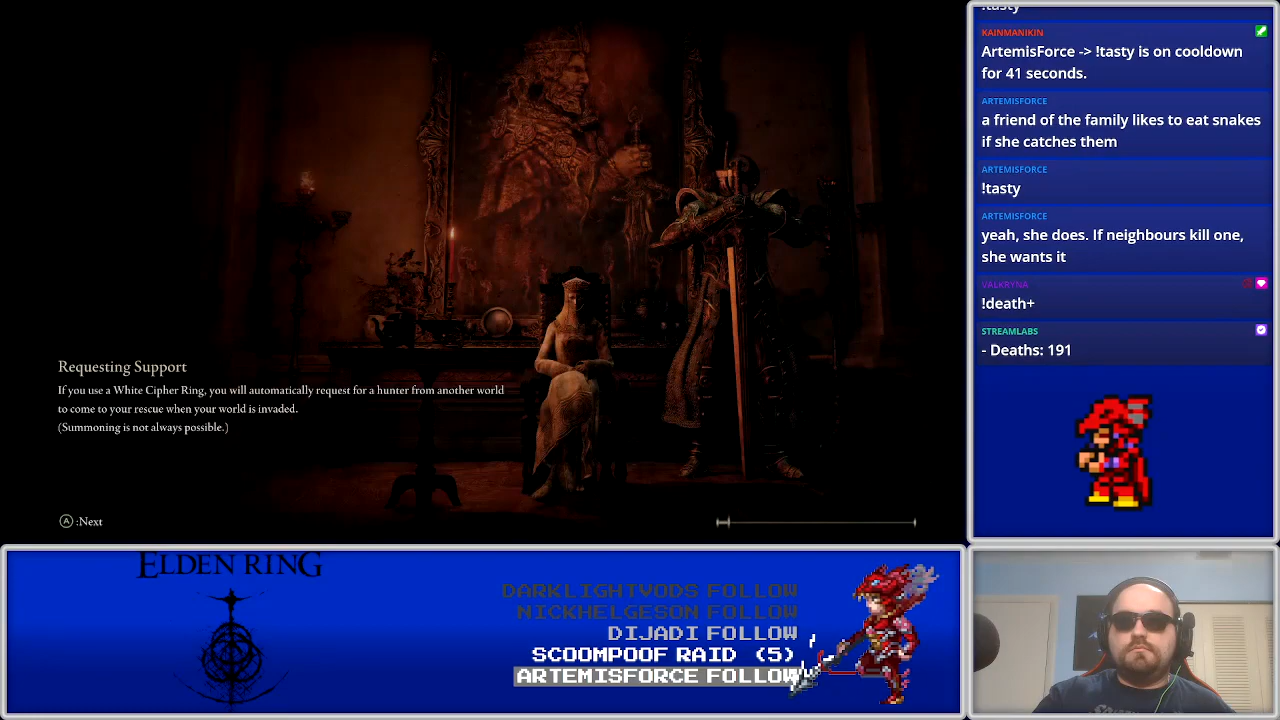 Requesting Support
If you use a White Cipher Ring, you will automatically request for a hunter from another world
to come to your rescue when your world is invaded.
(Summoning is not always possible.)
A :Next
!tasty
KAINMANIKIN
ArtemisForce -> !tasty is on cooldown
for 41 seconds.
ARTEMISFORCE
a friend of the family likes to eat snakes
if she catches them
ARTEMISFORCE
!tasty
ARTEMISFORCE
yeah, she does. If neighbours kill one,
she wants it
VALKRYNA
!death+
STREAMLABS
- Deaths: 191
ELDEN RING
DARKLIGHTVODS FOLLOW
NICKHELGESON FOLLOW
DIJADI FOLLOW
SCOOMPOOF RAID (5)
ARTEMISFORCE FOLLOW